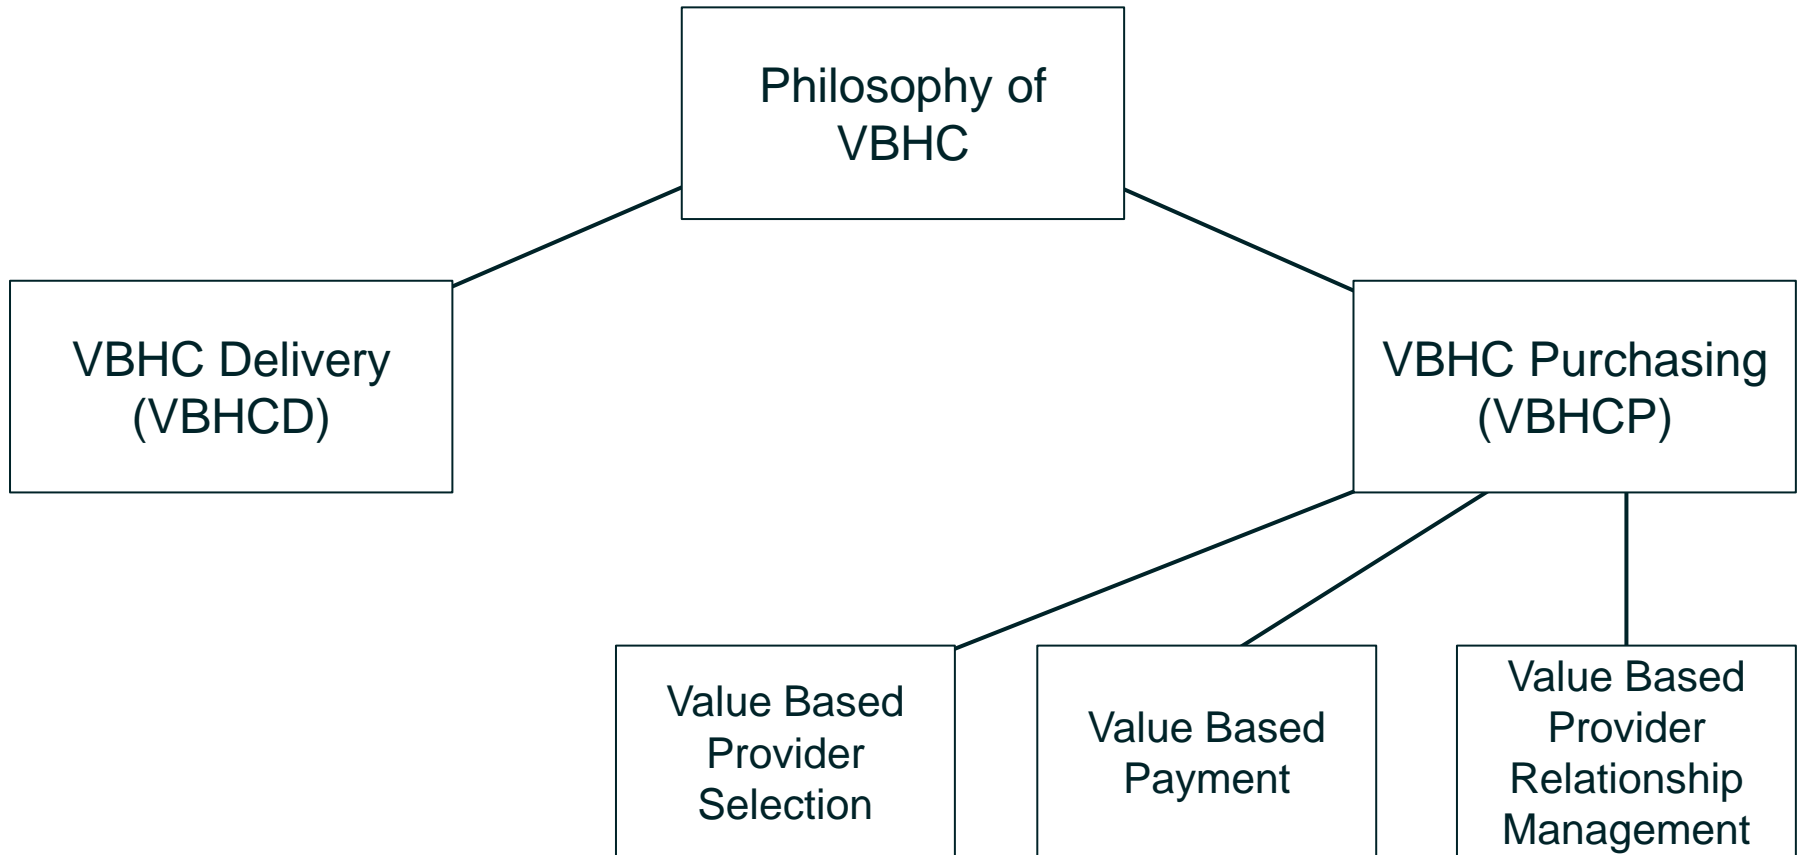 Philosophy of
VBHC
VBHC Delivery
(VBHCD)
VBHC Purchasing
(VBHCP)
Value Based
Provider
Selection
Value Based
Payment
Value Based
Provider
Relationship
Management